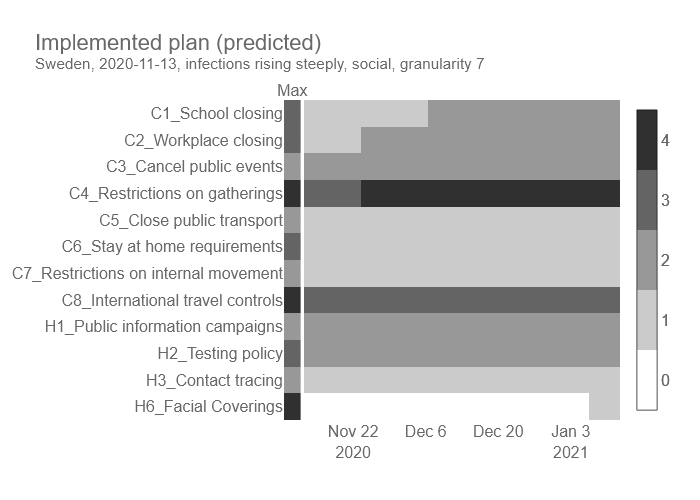 Implemented plan (predicted)
Sweden, 2020-11-13, infections rising steeply, social, granularity 7
Max
C1_School closing
C2_Workplace closing
C3_Cancel public events
C4_Restrictions on gatherings
C5_Close public transport
C6_Stay at home requirements
C7_Restrictions on internal movement
C8_International travel controls
H1_Public information campaigns
H2_Testing policy
H3_Contact tracing
H6_Facial Coverings
4
3
2
1
0
Nov 22 Dec 6 Dec 20 Jan 3
2020 2021